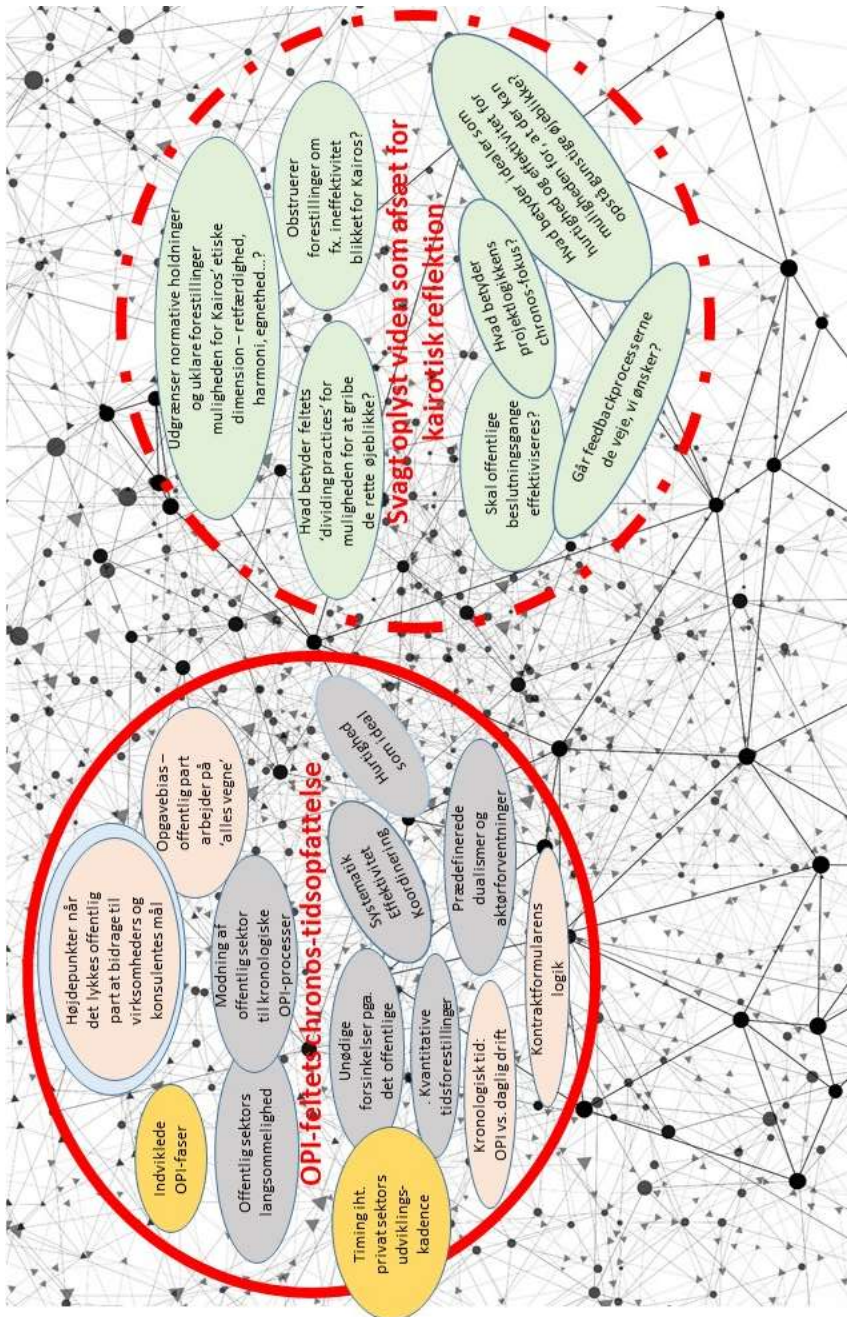 Højdepunkter når
det lykkes offentlig
part at bidrage til
virksomheders og
konsulentes mål
Opgavebias –
offentlig part
arbejder på
'alles vegne'
Indviklede
OPI-faser
Modning af
offentlig sektor
til kronologiske
OPI-processer
Offentlig sektors
langsommelighed
OPI-feltets chronos-tidsopfattelse
Hurtighed
som ideal
Systematik
Effektivitet
Koordinering
Unødige
forsinkelser pga.
det offentlige
Timing iht.
privat sektors
udviklings-
kadence
. Kvantitative
tidsforestillinger
Prædefinerede
dualismer og
aktørforventninger
Kronologisk tid:
OPI vs. daglig drift
Kontraktformularens
logik
Udgrænser normative holdninger
og uklare forestillinger
muligheden for Kairos' etiske
dimension – retfærdighed,
harmoni, egnethed...?
Obstruerer
forestillinger om
fx. ineffektivitet
blikket for Kairos?
Hvad betyder feltets
'dividing practices' for
muligheden for at gribe
de rette øjeblikke?
Svagt oplyst viden som afsæt for
kairotisk reflektion
Hvad betyder idealer som
hurtighed og effektivitet for
muligheden for, at der kan
opstå gunstige øjeblikke?
Hvad betyder
projektlogikkens
chronos-fokus?
Skal offentlige
beslutningsgange
effektiviseres?
Går feedbackprocesserne
de veje, vi ønsker?